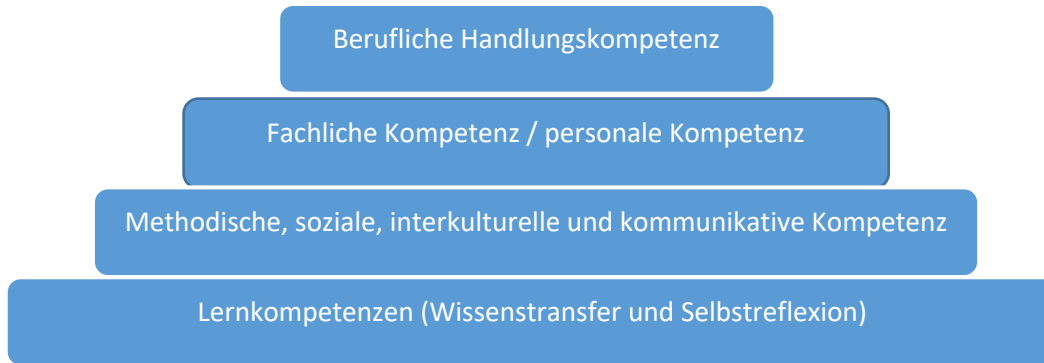 Berufliche Handlungskompetenz
Fachliche Kompetenz / personale Kompetenz
Methodische, soziale, interkulturelle und kommunikative Kompetenz
Lernkompetenzen (Wissenstransfer und Selbstreflexion)